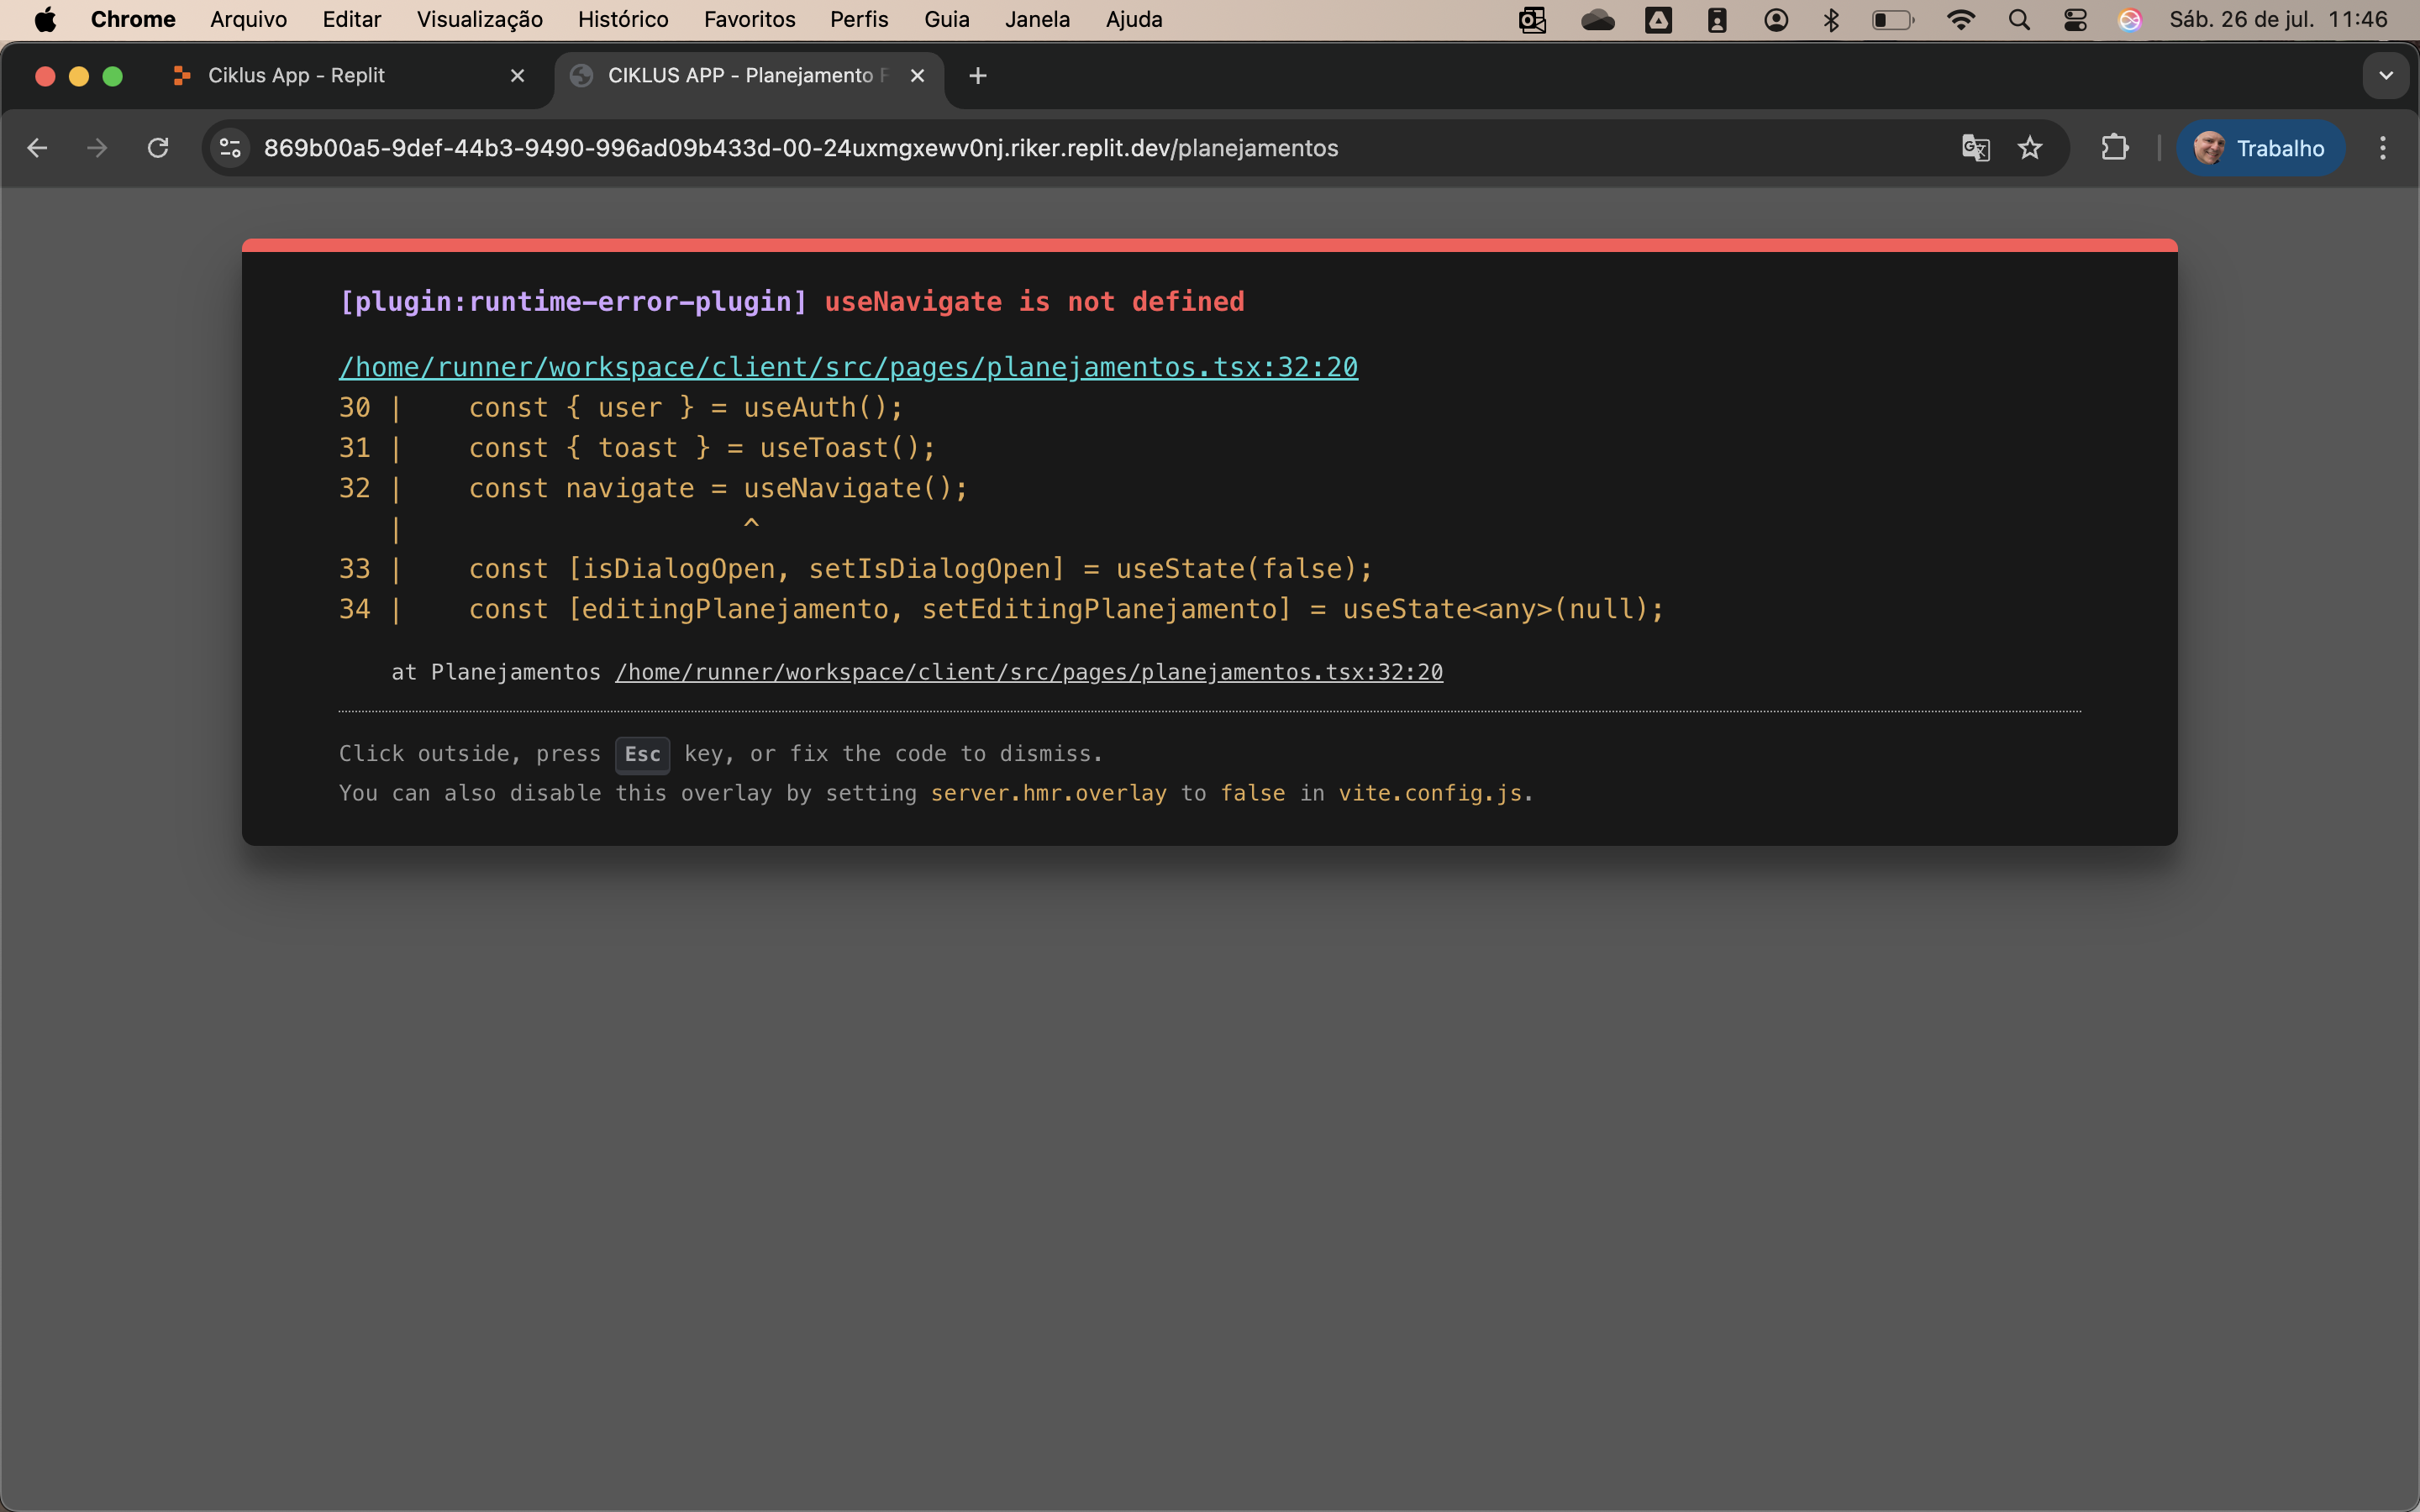 Chrome Arquivo Editar Visualização Histórico Favoritos Perfis Guia Janela Ajuda Sáb. 26 de jul. 11:46
Ciklus App - Replit
CIKLUS APP - Planejamento F
869b00a5-9def-44b3-9490-996ad09b433d-00-24uxmgxewv0nj.riker.replit.dev/planejamentos
Trabalho
[plugin:runtime-error-plugin] useNavigate is not defined
/home/runner/workspace/client/src/pages/planejamentos.tsx:32:20
30 | const { user } = useAuth();
31 | const { toast } = useToast();
32 | const navigate = useNavigate();
| ^
33 | const [isDialogOpen, setIsDialogOpen] = useState(false);
34 | const [editingPlanejamento, setEditingPlanejamento] = useState<any>(null);
at Planejamentos /home/runner/workspace/client/src/pages/planejamentos.tsx:32:20
Click outside, press Esc key, or fix the code to dismiss.
You can also disable this overlay by setting server.hmr.overlay to false in vite.config.js.